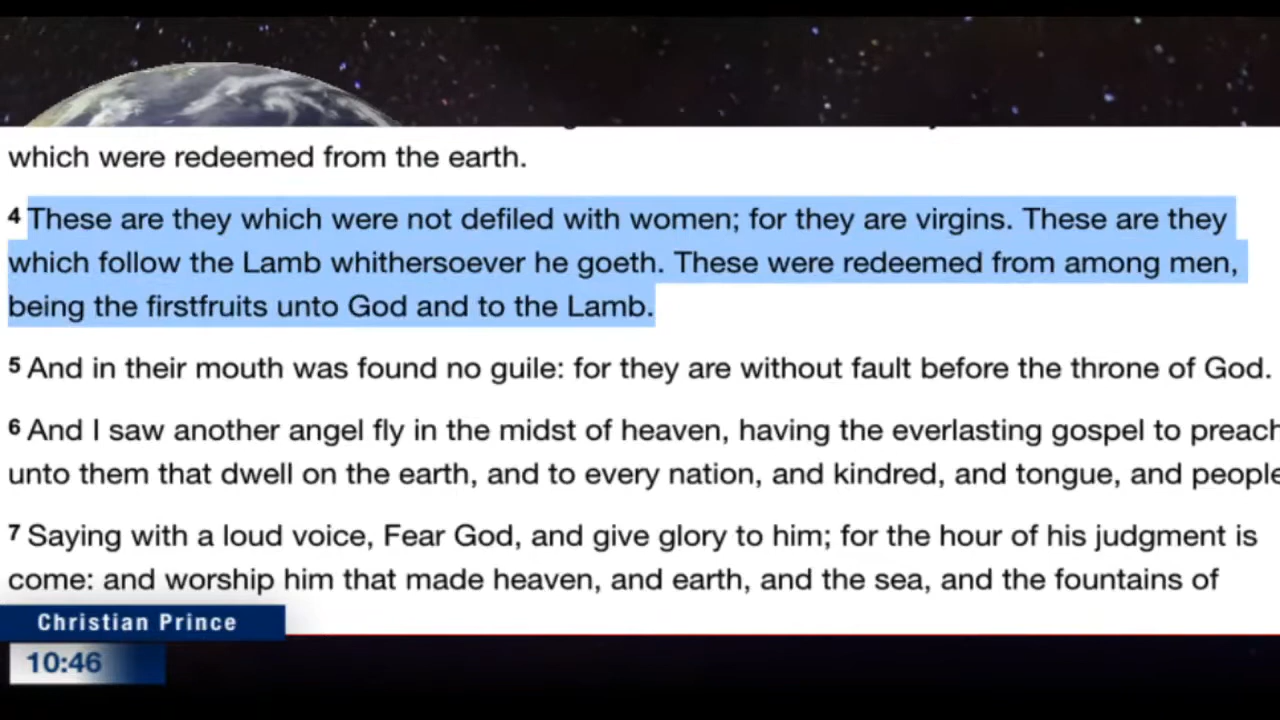 which were redeemed from the earth.
4 These are they which were not defiled with women; for they are virgins. These are they
which follow the Lamb whithersoever he goeth. These were redeemed from among men,
being the firstfruits unto God and to the Lamb.
5 And in their mouth was found no guile: for they are without fault before the throne of God.
6 And I saw another angel fly in the midst of heaven, having the everlasting gospel to preach
unto them that dwell on the earth, and to every nation, and kindred, and tongue, and people
7 Saying with a loud voice, Fear God, and give glory to him; for the hour of his judgment is
come: and worship him that made heaven, and earth, and the sea, and the fountains of
Christian Prince
10:46